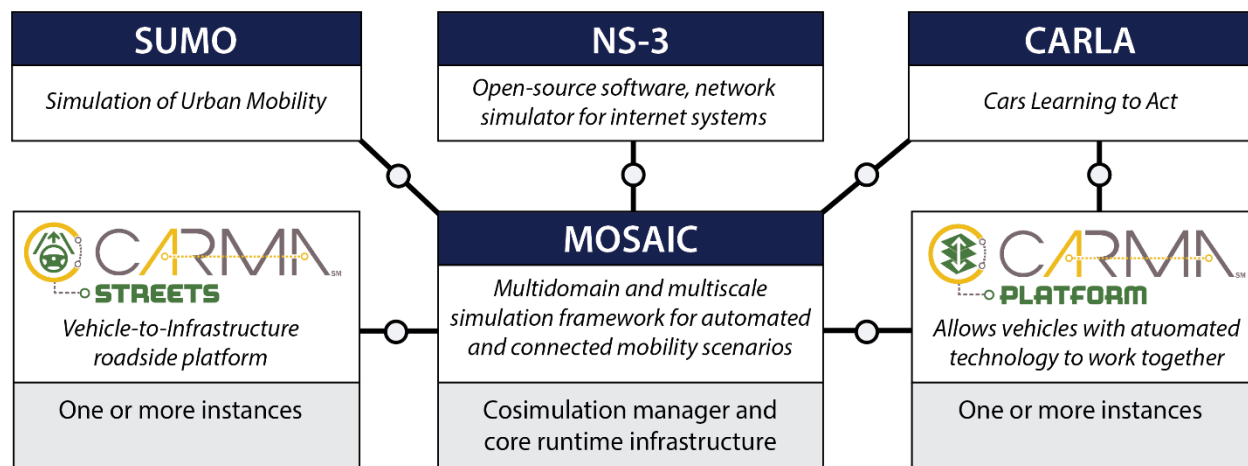 SUMO
Simulation of Urban Mobility
NS-3
Open-source software, network
simulator for internet systems
CARLA
Cars Learning to Act
CARMA SM
STREETS
Vehicle-to-Infrastructure
roadside platform
One or more instances
MOSAIC
Multidomain and multiscale
simulation framework for automated
and connected mobility scenarios
Cosimulation manager and
core runtime infrastructure
CARMA SM
PLATFORM
Allows vehicles with atuomated
technology to work together
One or more instances